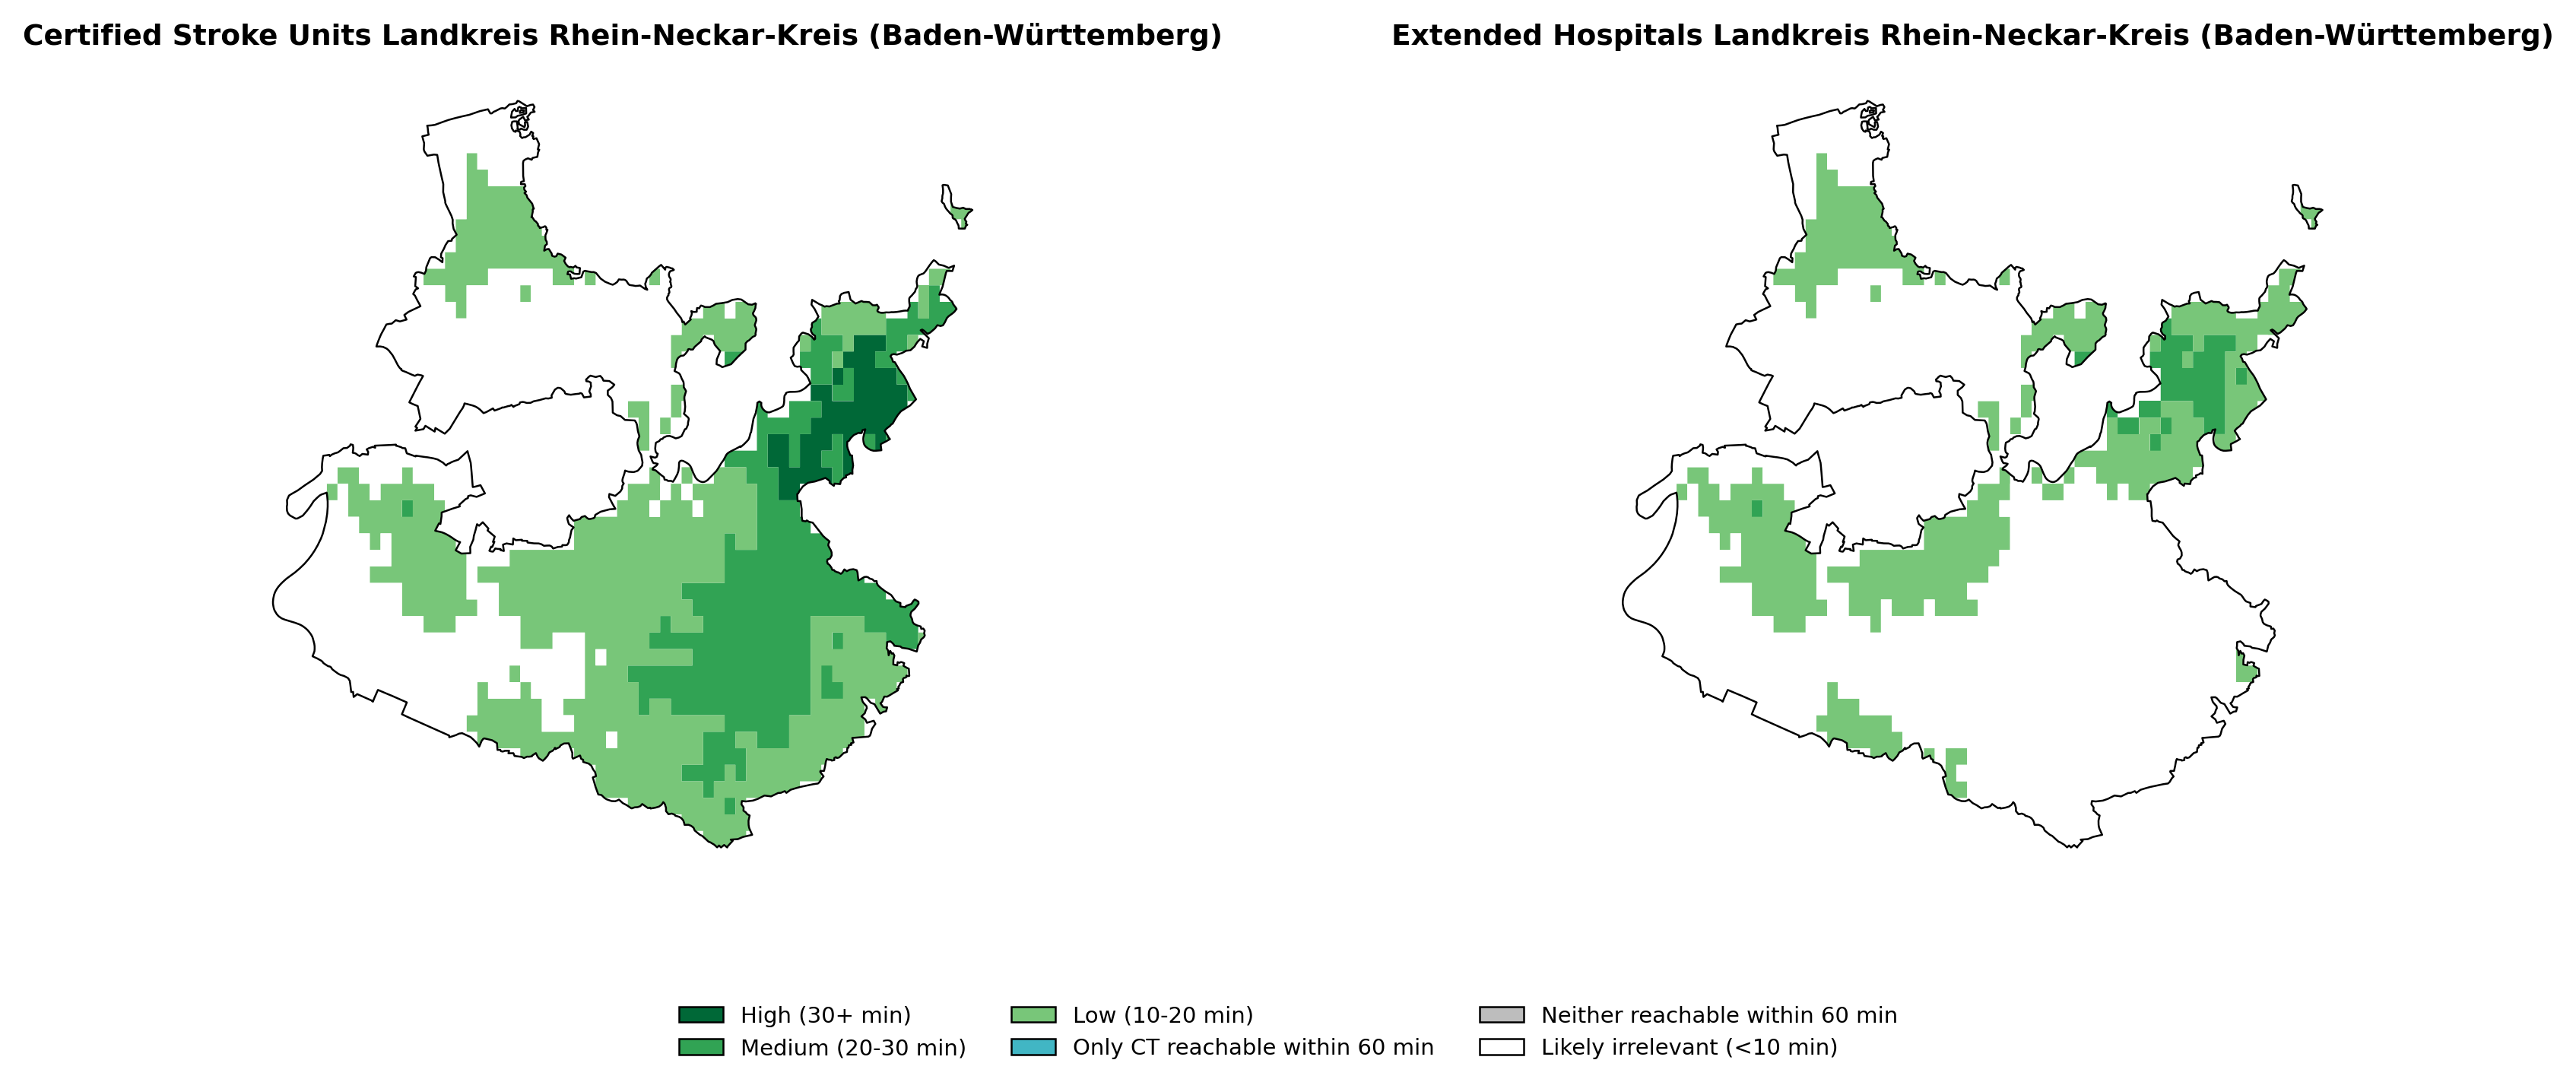 Certified Stroke Units Landkreis Rhein-Neckar-Kreis (Baden-Württemberg)
Extended Hospitals Landkreis Rhein-Neckar-Kreis (Baden-Württemberg)
High (30+ min)
Medium (20-30 min)
Low (10-20 min)
Only CT reachable within 60 min
Neither reachable within 60 min
Likely irrelevant (<10 min)